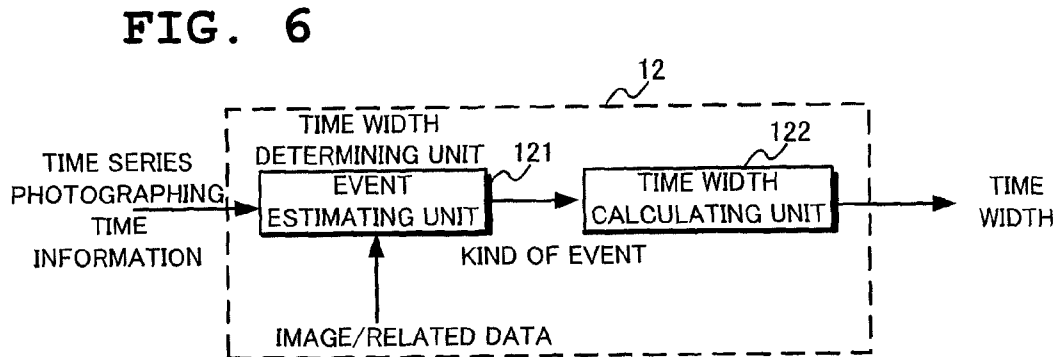 FIG. 6
12
TIME WIDTH
DETERMINING UNIT
121
122
TIME SERIES
PHOTOGRAPHING
TIME
INFORMATION
EVENT
ESTIMATING UNIT
TIME WIDTH
CALCULATING UNIT
TIME
WIDTH
KIND OF EVENT
IMAGE/RELATED DATA